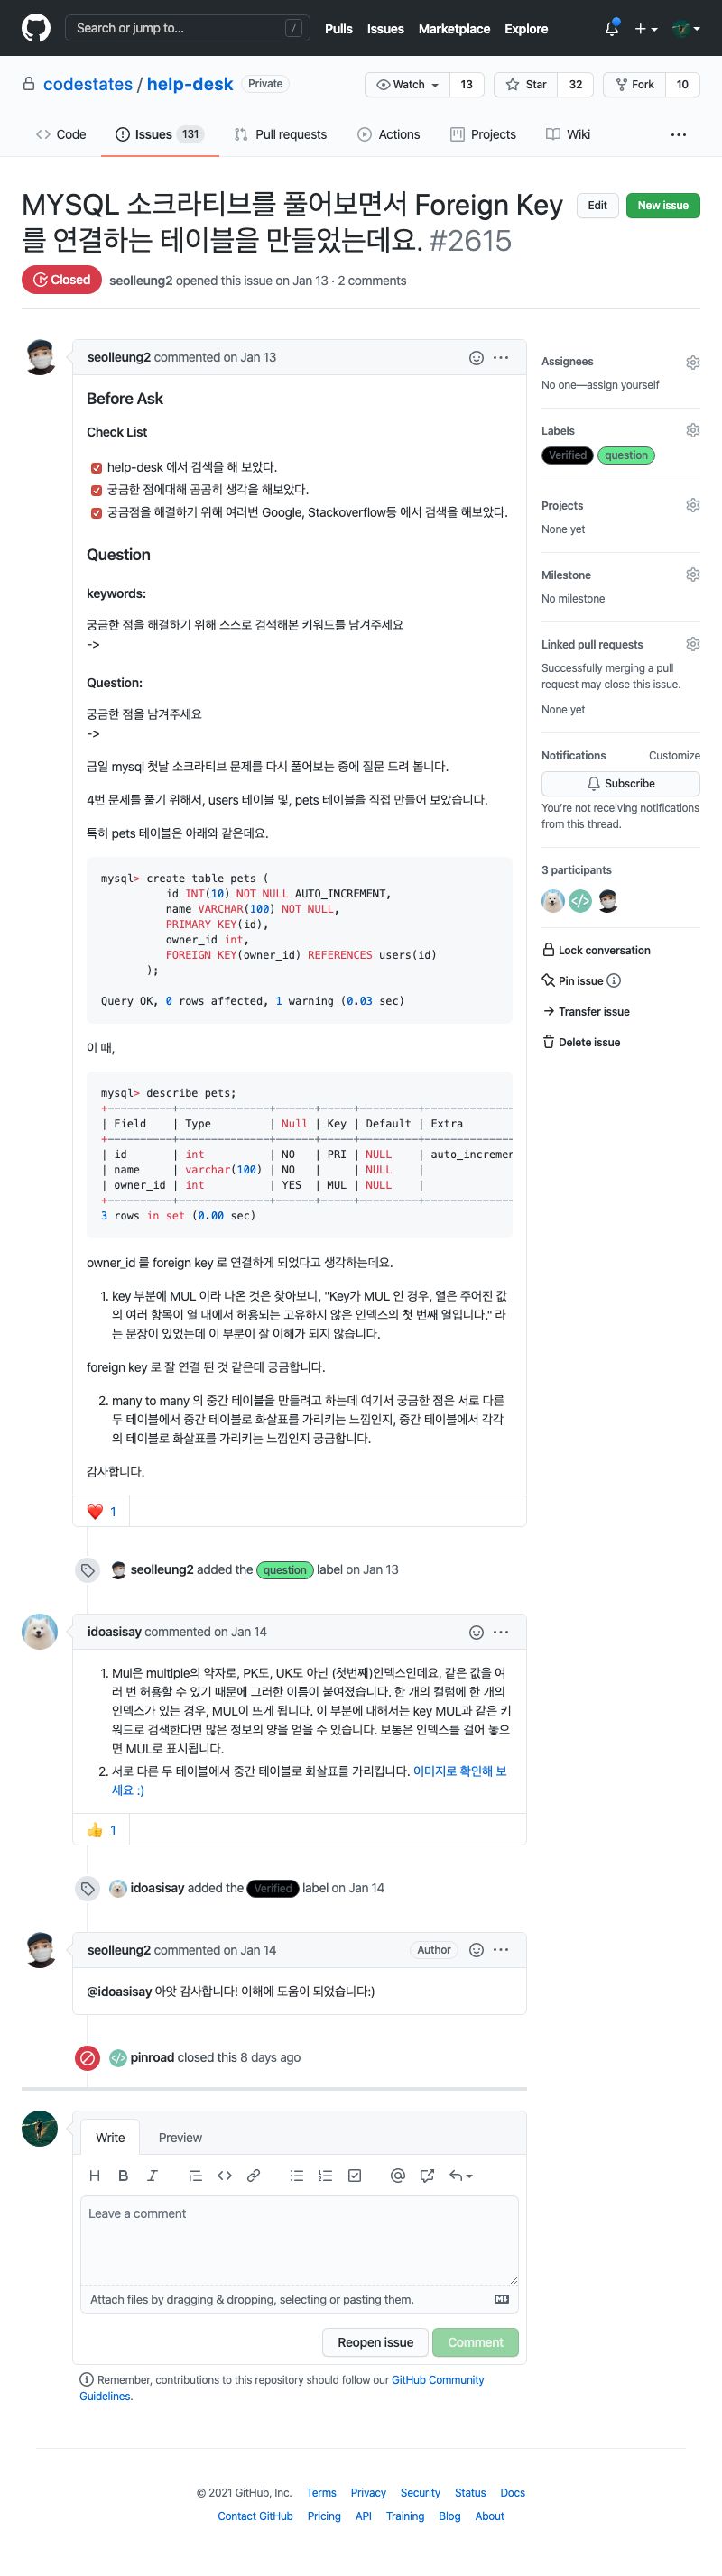 Search or jump to... /
Pulls Issues Marketplace Explore
codestates / help-desk Private
Watch 13 Star 32 Fork 10
Code Issues 131 Pull requests Actions Projects Wiki
MYSQL 소크라티브를 풀어보면서 Foreign Key
를 연결하는 테이블을 만들었는데요. #2615
Edit New issue
Closed seolleung2 opened this issue on Jan 13 · 2 comments
seolleung2 commented on Jan 13
Before Ask
Check List
help-desk 에서 검색을 해 보았다.
궁금한 점에대해 곰곰히 생각을 해보았다.
궁금점을 해결하기 위해 여러번 Google, Stackoverflow등 에서 검색을 해보았다.
Question
keywords:
궁금한 점을 해결하기 위해 스스로 검색해본 키워드를 남겨주세요
->
Question:
궁금한 점을 남겨주세요
->
금일 mysql 첫날 소크라티브 문제를 다시 풀어보는 중에 질문 드려 봅니다.
4번 문제를 풀기 위해서, users 테이블 및, pets 테이블을 직접 만들어 보았습니다.
특히 pets 테이블은 아래와 같은데요.
mysql> create table pets (
id INT(10) NOT NULL AUTO_INCREMENT,
name VARCHAR(100) NOT NULL,
PRIMARY KEY(id),
owner_id int,
FOREIGN KEY(owner_id) REFERENCES users(id)
);
Query OK, 0 rows affected, 1 warning (0.03 sec)
이 때,
mysql> describe pets;
+----------+--------------+------+-----+---------+--------------
| Field    | Type         | Null | Key | Default | Extra
+----------+--------------+------+-----+---------+--------------
| id       | int          | NO   | PRI | NULL    | auto_incremen
| name     | varchar(100) | NO   |     | NULL    |
| owner_id | int          | YES  | MUL | NULL    |
+----------+--------------+------+-----+---------+--------------
3 rows in set (0.00 sec)
owner_id 를 foreign key 로 연결하게 되었다고 생각하는데요.
1. key 부분에 MUL 이라 나온 것은 찾아보니, "Key가 MUL 인 경우, 열은 주어진 값
의 여러 항목이 열 내에서 허용되는 고유하지 않은 인덱스의 첫 번째 열입니다." 라
는 문장이 있었는데 이 부분이 잘 이해가 되지 않습니다.
foreign key 로 잘 연결 된 것 같은데 궁금합니다.
2. many to many 의 중간 테이블을 만들려고 하는데 여기서 궁금한 점은 서로 다른
두 테이블에서 중간 테이블로 화살표를 가리키는 느낌인지, 중간 테이블에서 각각
의 테이블로 화살표를 가리키는 느낌인지 궁금합니다.
감사합니다.
❤️ 1
seolleung2 added the question label on Jan 13
idoasisay commented on Jan 14
1. Mul은 multiple의 약자로, PK도, UK도 아닌 (첫번째)인덱스인데요, 같은 값을 여
러 번 허용할 수 있기 때문에 그러한 이름이 붙여졌습니다. 한 개의 컬럼에 한 개의
인덱스가 있는 경우, MUL이 뜨게 됩니다. 이 부분에 대해서는 key MUL과 같은 키
워드로 검색한다면 많은 정보의 양을 얻을 수 있습니다. 보통은 인덱스를 걸어 놓으
면 MUL로 표시됩니다.
2. 서로 다른 두 테이블에서 중간 테이블로 화살표를 가리킵니다. 이미지로 확인해 보
세요 :)
👍 1
idoasisay added the Verified label on Jan 14
seolleung2 commented on Jan 14 Author
@idoasisay 아앗 감사합니다! 이해에 도움이 되었습니다:)
pinroad closed this 8 days ago
Write Preview
Leave a comment
Attach files by dragging & dropping, selecting or pasting them.
Reopen issue Comment
Remember, contributions to this repository should follow our GitHub Community
Guidelines.
Assignees
No one—assign yourself
Labels
Verified question
Projects
None yet
Milestone
No milestone
Linked pull requests
Successfully merging a pull
request may close this issue.
None yet
Notifications Customize
Subscribe
You're not receiving notifications
from this thread.
3 participants
Lock conversation
Pin issue
Transfer issue
Delete issue
© 2021 GitHub, Inc. Terms Privacy Security Status Docs
Contact GitHub Pricing API Training Blog About